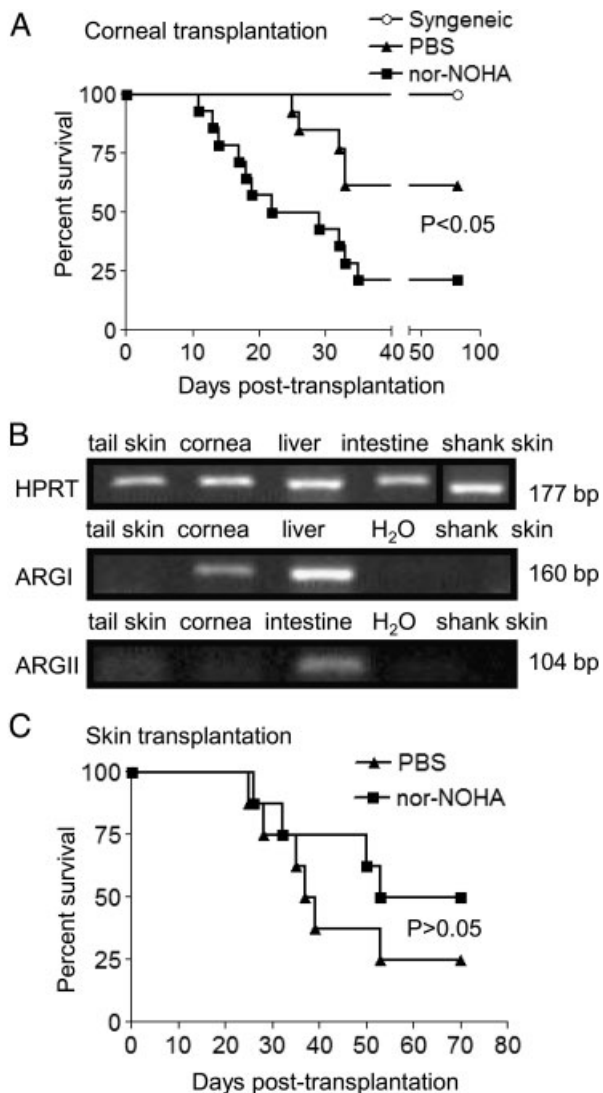 A
Corneal transplantation
Syngeneic
PBS
nor-NOHA
100
75
50
25
0
Percent survival
P<0.05
0 10 20 30 40 50 100
Days post-transplantation
B
tail skin cornea liver intestine shank skin
HPRT 177 bp
tail skin cornea liver H₂O shank skin
ARGI 160 bp
tail skin cornea intestine H₂O shank skin
ARGII 104 bp
C
Skin transplantation
PBS
nor-NOHA
100
75
50
25
0
Percent survival
P>0.05
0 10 20 30 40 50 60 70 80
Days post-transplantation